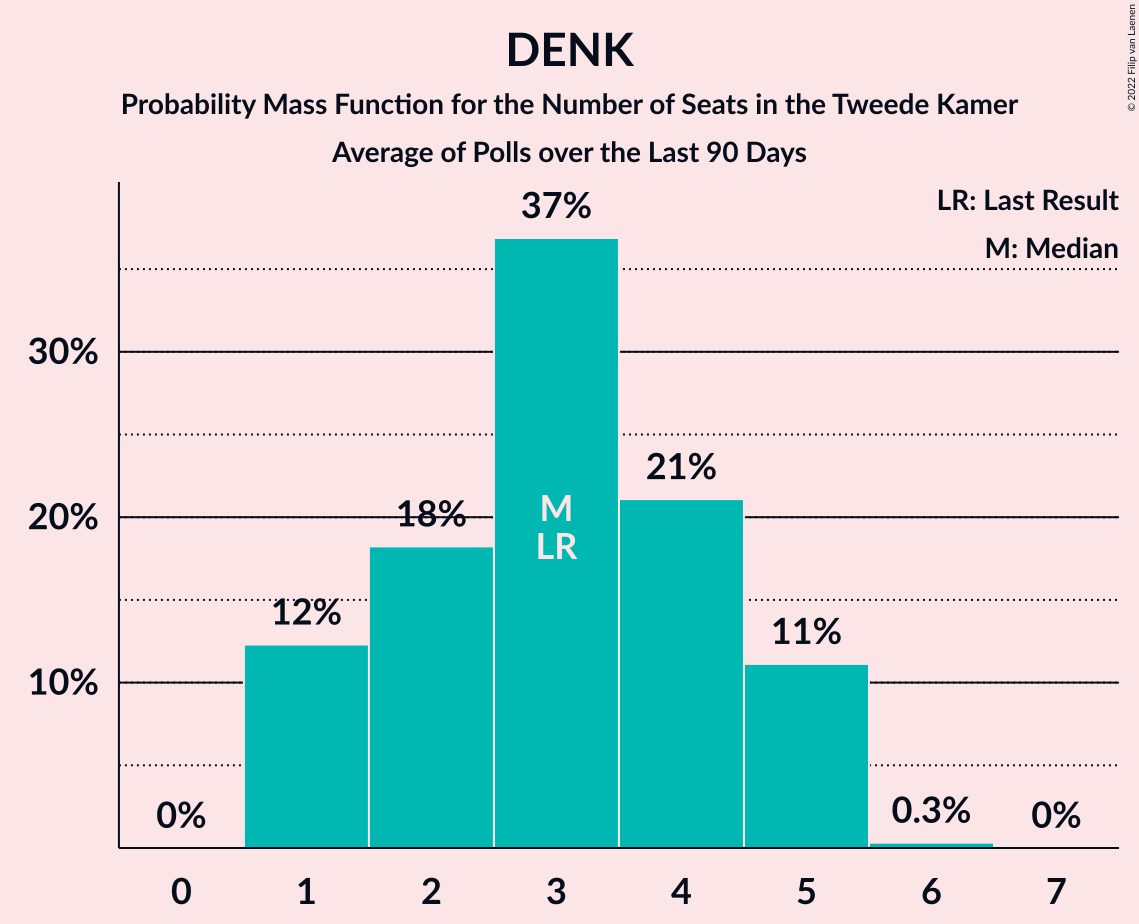 DENK
Probability Mass Function for the Number of Seats in the Tweede Kamer
Average of Polls over the Last 90 Days
© 2022 Filip van Laenen
LR: Last Result
M: Median
37%
30%
21%
20%
18%
M
LR
12%
11%
10%
0%
0.3%
0%
0 1 2 3 4 5 6 7